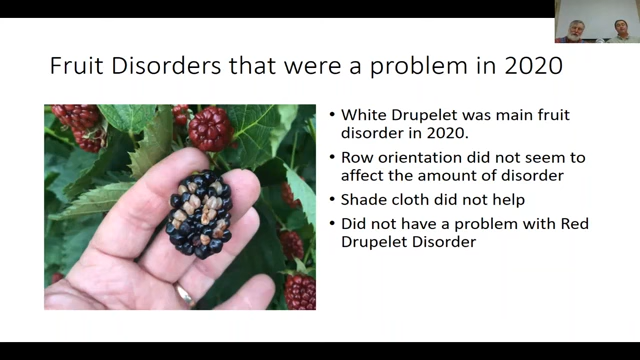 Fruit Disorders that were a problem in 2020
• White Drupelet was main fruit
disorder in 2020.
• Row orientation did not seem to
affect the amount of disorder
• Shade cloth did not help
• Did not have a problem with Red
Drupelet Disorder